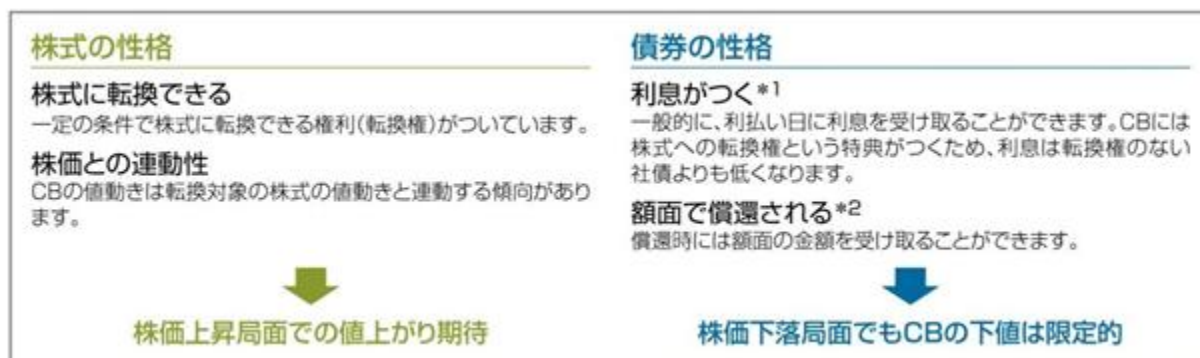 株式の性格
株式に転換できる
一定の条件で株式に転換できる権利(転換権)がついています。
株価との連動性
CBの値動きは転換対象の株式の値動きと連動する傾向があり
ます。
株価上昇局面での値上がり期待
債券の性格
利息がつく*1
一般的に、利払い日に利息を受け取ることができます。CBには
株式への転換権という特典がつくため、利息は転換権のない
社債よりも低くなります。
額面で償還される*2
償還時には額面の金額を受け取ることができます。
株価下落局面でもCBの下値は限定的